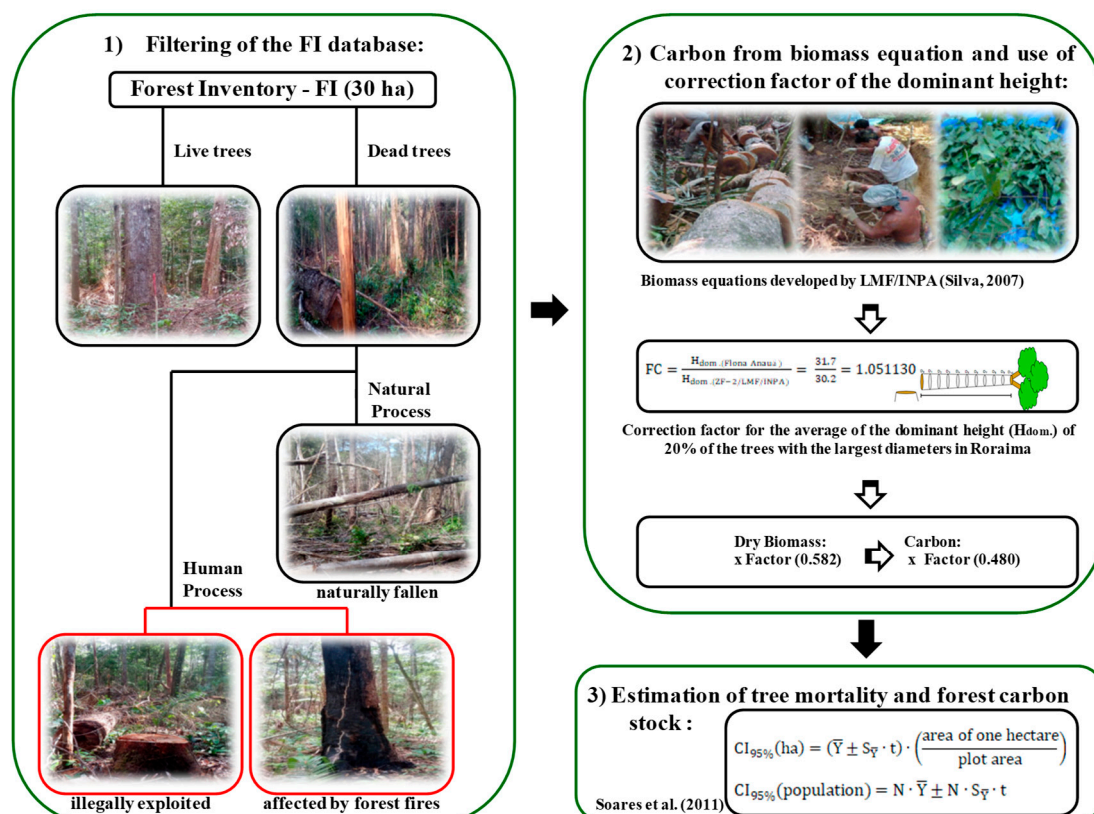 1) Filtering of the FI database:
Forest Inventory - FI (30 ha)
Live trees
Dead trees
Natural
Process
naturally fallen
Human
Process
illegally exploited
affected by forest fires
2) Carbon from biomass equation and use of
correction factor of the dominant height:
Biomass equations developed by LMF/INPA (Silva, 2007)
FC = H_dom.(Flona Anauá) / H_dom.(ZF-2/LMF/INPA) = 31.7 / 30.2 = 1.051130
Correction factor for the average of the dominant height (Hdom.) of
20% of the trees with the largest diameters in Roraima
Dry Biomass:
x Factor (0.582)
Carbon:
x Factor (0.480)
3) Estimation of tree mortality and forest carbon
stock :
CI95%(ha) = (Y̅ ± S_Y̅ · t) · (area of one hectare / plot area)
CI95%(population) = N · Y̅ ± N · S_Y̅ · t
Soares et al. (2011)